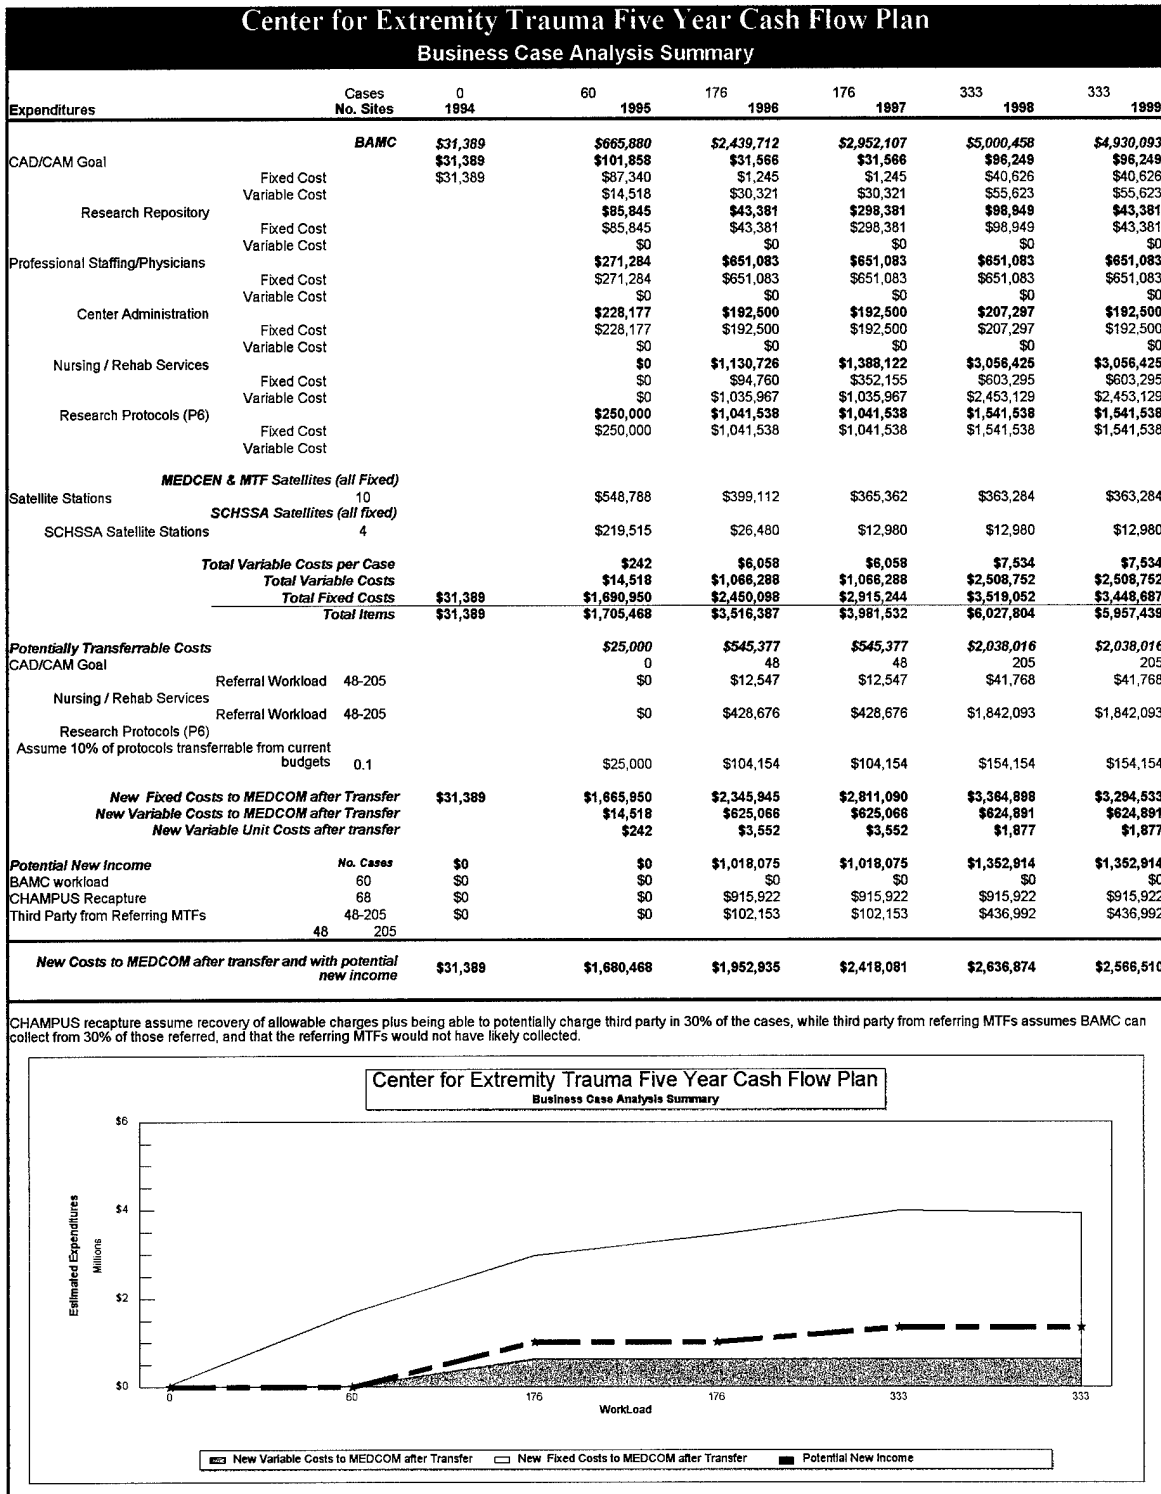 Center for Extremity Trauma Five Year Cash Flow Plan
Business Case Analysis Summary
Cases 0 60 176 176 333 333
Expenditures No. Sites 1994 1995 1996 1997 1998 1999
BAMC $31,389 $665,880 $2,439,712 $2,952,107 $5,000,458 $4,930,093
CAD/CAM Goal $31,389 $101,858 $31,566 $31,566 $96,249 $96,249
Fixed Cost $31,389 $87,340 $1,245 $1,245 $40,626 $40,626
Variable Cost $14,518 $30,321 $30,321 $55,623 $55,623
Research Repository $85,845 $43,381 $298,381 $98,949 $43,381
Fixed Cost $85,845 $43,381 $298,381 $98,949 $43,381
Variable Cost $0 $0 $0 $0 $0
Professional Staffing/Physicians $271,284 $651,083 $651,083 $651,083 $651,083
Fixed Cost $271,284 $651,083 $651,083 $651,083 $651,083
Variable Cost $0 $0 $0 $0 $0
Center Administration $228,177 $192,500 $192,500 $207,297 $192,500
Fixed Cost $228,177 $192,500 $192,500 $207,297 $192,500
Variable Cost $0 $0 $0 $0 $0
Nursing / Rehab Services $0 $1,130,726 $1,388,122 $3,056,425 $3,056,425
Fixed Cost $0 $94,760 $352,155 $603,295 $603,295
Variable Cost $0 $1,035,967 $1,035,967 $2,453,129 $2,453,129
Research Protocols (P6) $250,000 $1,041,538 $1,041,538 $1,541,538 $1,541,538
Fixed Cost $250,000 $1,041,538 $1,041,538 $1,541,538 $1,541,538
Variable Cost
MEDCEN & MTF Satellites (all Fixed)
Satellite Stations 10 $548,788 $399,112 $365,362 $363,284 $363,284
SCHSSA Satellites (all fixed)
SCHSSA Satellite Stations 4 $219,515 $26,480 $12,980 $12,980 $12,980
Total Variable Costs per Case $242 $6,058 $6,058 $7,534 $7,534
Total Variable Costs $14,518 $1,066,288 $1,066,288 $2,508,752 $2,508,752
Total Fixed Costs $31,389 $1,690,950 $2,450,098 $2,915,244 $3,519,052 $3,448,687
Total Items $31,389 $1,705,468 $3,516,387 $3,981,532 $6,027,804 $5,957,439
Potentially Transferrable Costs $25,000 $545,377 $545,377 $2,038,016 $2,038,016
CAD/CAM Goal 0 48 48 205 205
Referral Workload 48-205 $0 $12,547 $12,547 $41,768 $41,768
Nursing / Rehab Services
Referral Workload 48-205 $0 $428,676 $428,676 $1,842,093 $1,842,093
Research Protocols (P6)
Assume 10% of protocols transferrable from current
budgets 0.1 $25,000 $104,154 $104,154 $154,154 $154,154
New Fixed Costs to MEDCOM after Transfer $31,389 $1,665,950 $2,345,945 $2,811,090 $3,364,898 $3,294,533
New Variable Costs to MEDCOM after Transfer $14,518 $625,066 $625,066 $624,891 $624,891
New Variable Unit Costs after transfer $242 $3,552 $3,552 $1,877 $1,877
Potential New Income No. Cases $0 $0 $1,018,075 $1,018,075 $1,352,914 $1,352,914
BAMC workload 60 $0 $0 $0 $0 $0 $0
CHAMPUS Recapture 68 $0 $0 $915,922 $915,922 $915,922 $915,922
Third Party from Referring MTFs 48-205 $0 $0 $102,153 $102,153 $436,992 $436,992
48 205
New Costs to MEDCOM after transfer and with potential
new income $31,389 $1,680,468 $1,952,935 $2,418,081 $2,636,874 $2,566,510
CHAMPUS recapture assume recovery of allowable charges plus being able to potentially charge third party in 30% of the cases, while third party from referring MTFs assumes BAMC can
collect from 30% of those referred, and that the referring MTFs would not have likely collected.
Center for Extremity Trauma Five Year Cash Flow Plan
Business Case Analysis Summary
$6
$4
$2
$0
Estimated Expenditures
Millions
0 60 176 176 333 333
WorkLoad
New Variable Costs to MEDCOM after Transfer New Fixed Costs to MEDCOM after Transfer Potential New Income